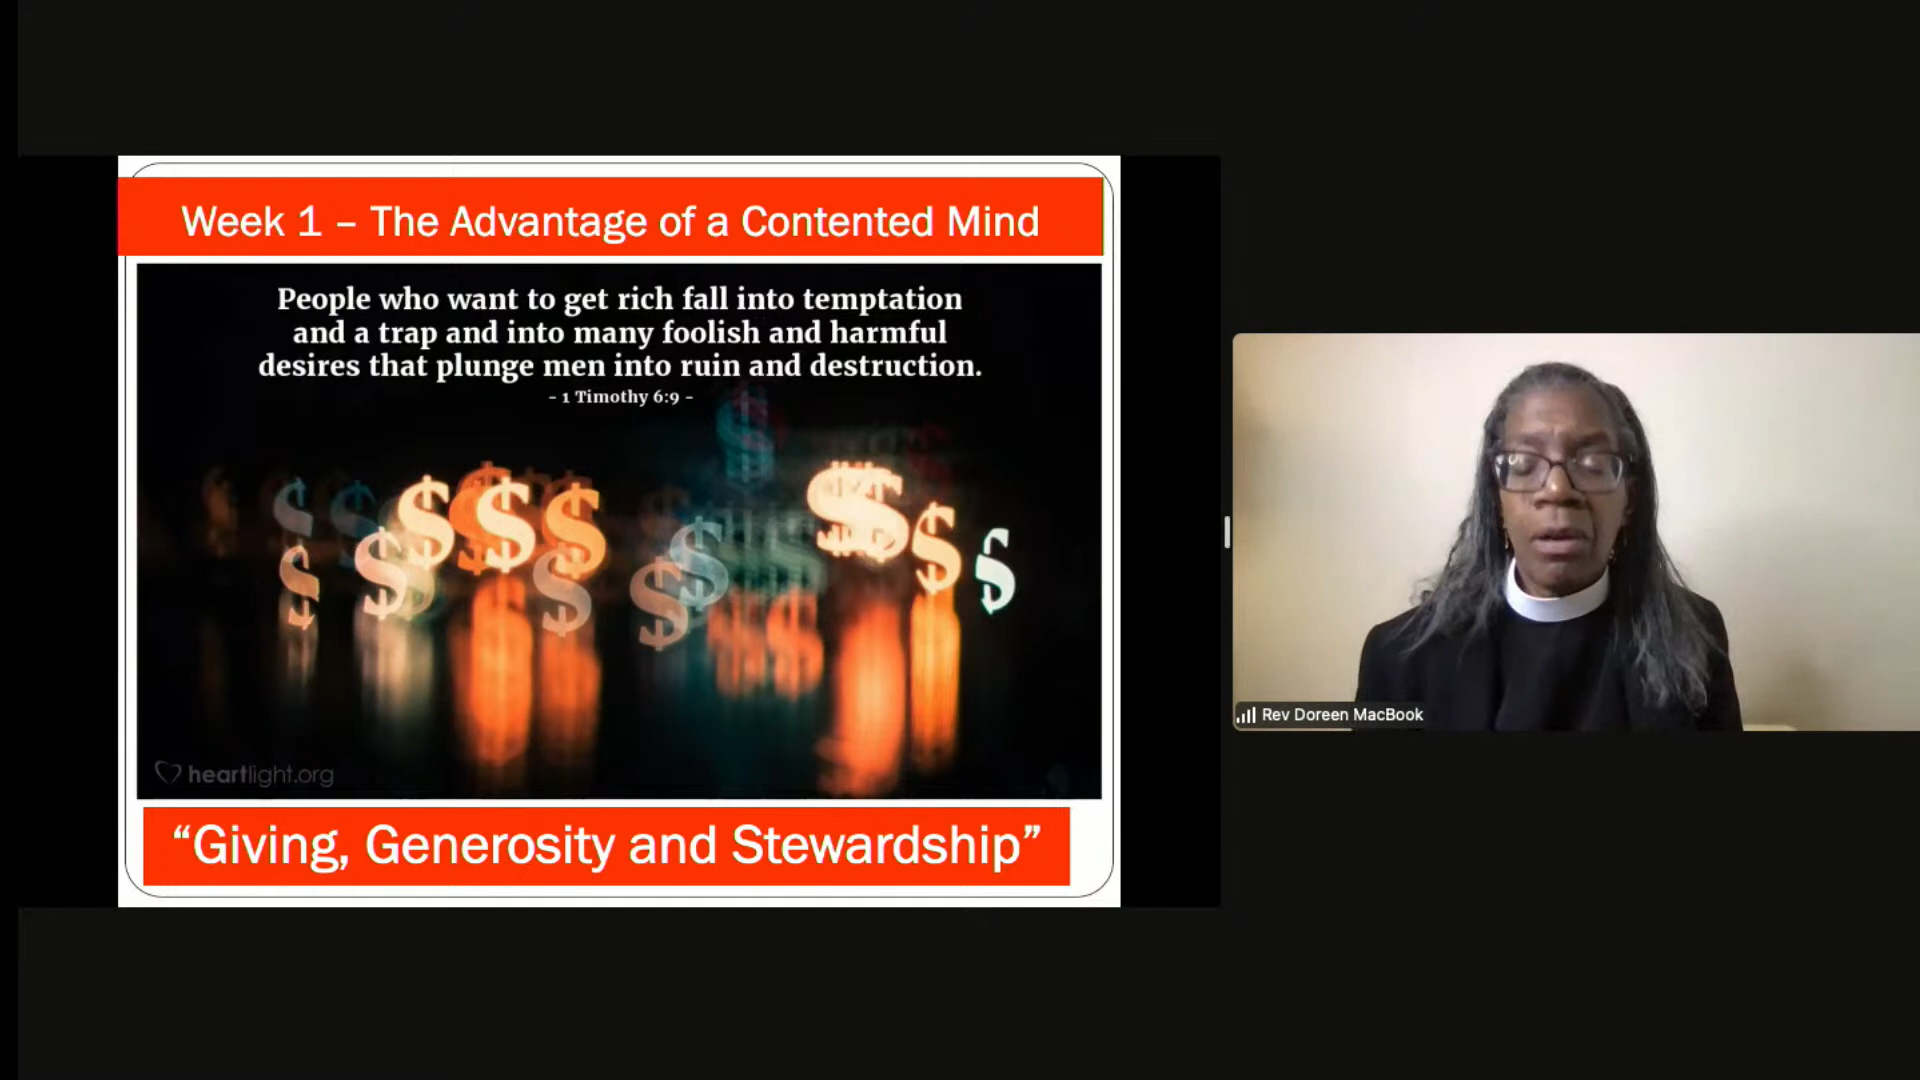 Week 1 – The Advantage of a Contented Mind
People who want to get rich fall into temptation
and a trap and into many foolish and harmful
desires that plunge men into ruin and destruction.
- 1 Timothy 6:9 -
heartlight.org
“Giving, Generosity and Stewardship”
Rev Doreen MacBook